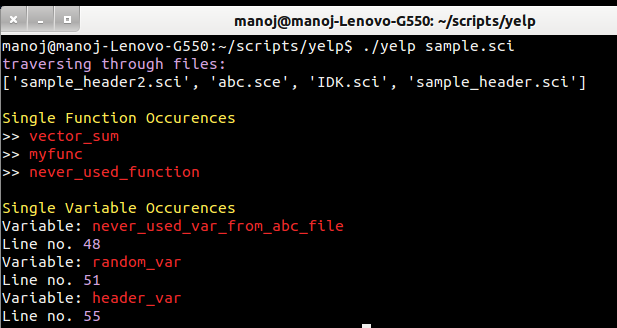 manoj@manoj-Lenovo-G550: ~/scripts/yelp
manoj@manoj-Lenovo-G550:~/scripts/yelp$ ./yelp sample.sci
traversing through files:
['sample_header2.sci', 'abc.sce', 'IDK.sci', 'sample_header.sci']
Single Function Occurences
>> vector_sum
>> myfunc
>> never_used_function
Single Variable Occurences
Variable: never_used_var_from_abc_file
Line no. 48
Variable: random_var
Line no. 51
Variable: header_var
Line no. 55